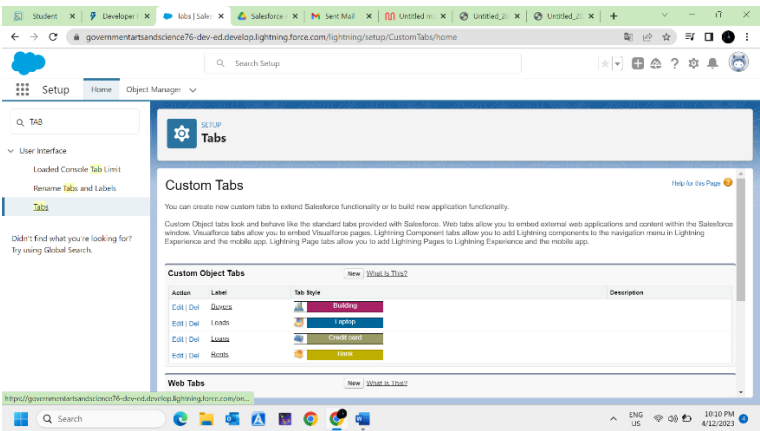 Student
Developer
Tabs | Sales
Salesforce
Sent Mail
Untitled m
Untitled_20
Untitled_20
governmentartsandscience76-dev-ed.develop.lightning.force.com/lightning/setup/CustomTabs/home
Search Setup
Setup Home Object Manager
TAB
User Interface
Loaded Console Tab Limit
Rename Tabs and Labels
Tabs
Didn't find what you're looking for?
Try using Global Search.
SETUP
Tabs
Custom Tabs
Help for this Page
You can create new custom tabs to extend Salesforce functionality or to build new application functionality.
Custom Object tabs look and behave like the standard tabs provided with Salesforce. Web tabs allow you to embed external web applications and content within the Salesforce
window. Visualforce tabs allow you to embed Visualforce pages. Lightning Component tabs allow you to add Lightning components to the navigation menu in Lightning
Experience and the mobile app. Lightning Page tabs allow you to add Lightning Pages to Lightning Experience and the mobile app.
Custom Object Tabs New What Is This?
Action Label Tab Style Description
Edit | Del Buyers Building
Edit | Del Leads Laptop
Edit | Del Loans Credit card
Edit | Del Rents Bank
Web Tabs New What Is This?
https://governmentartsandscience76-dev-ed.develop.lightning.force.com/on...
Search
ENG
US
10:10 PM
4/12/2023